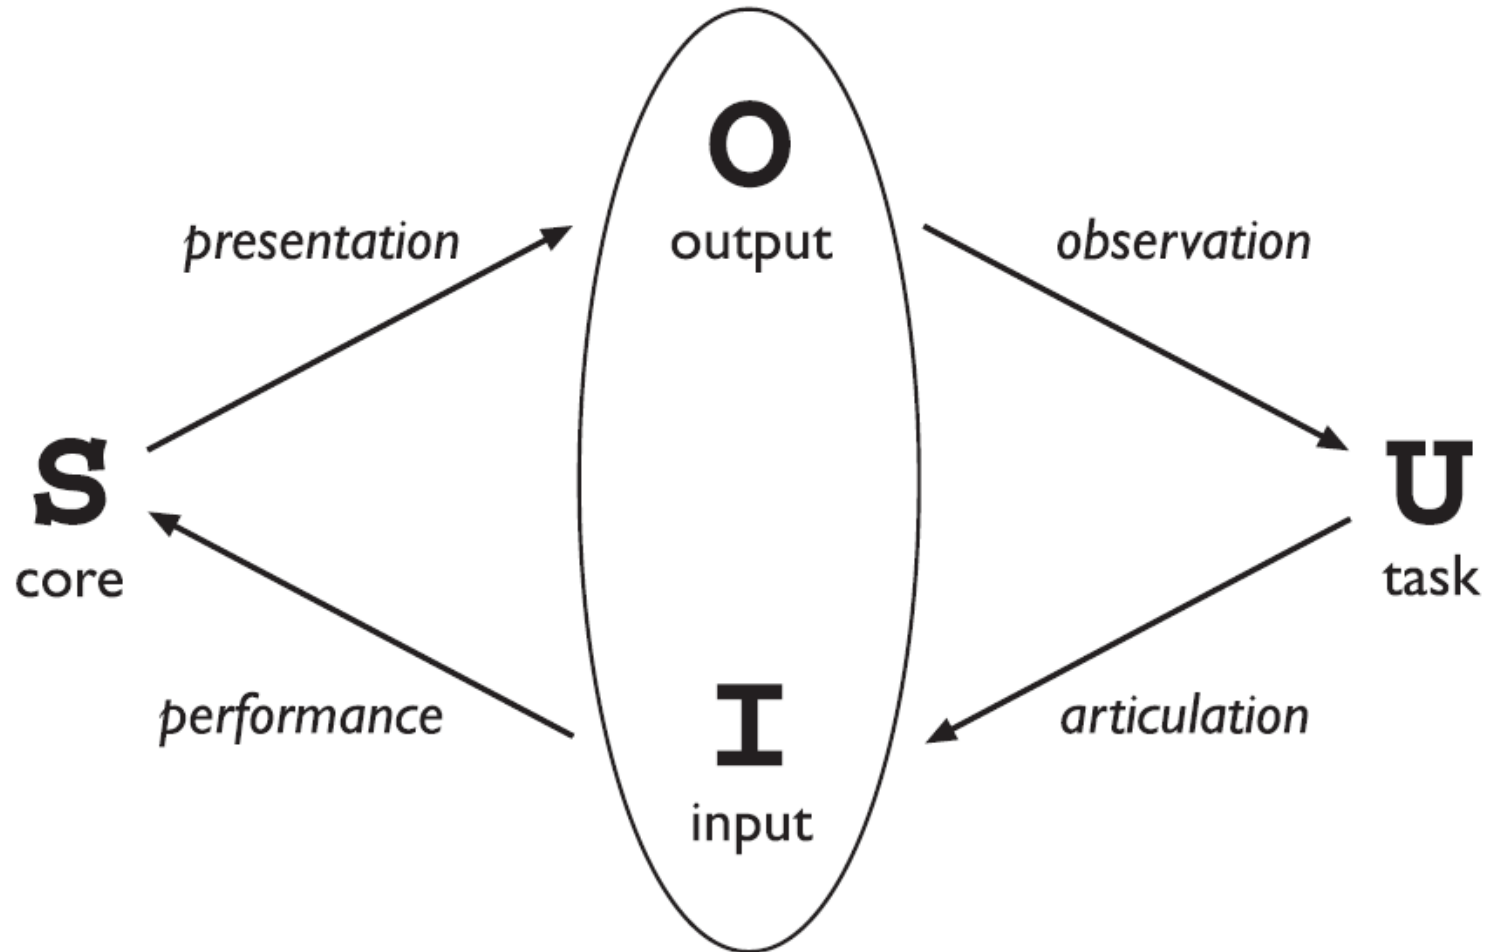 O
output
presentation
observation
S
core
U
task
performance
articulation
I
input